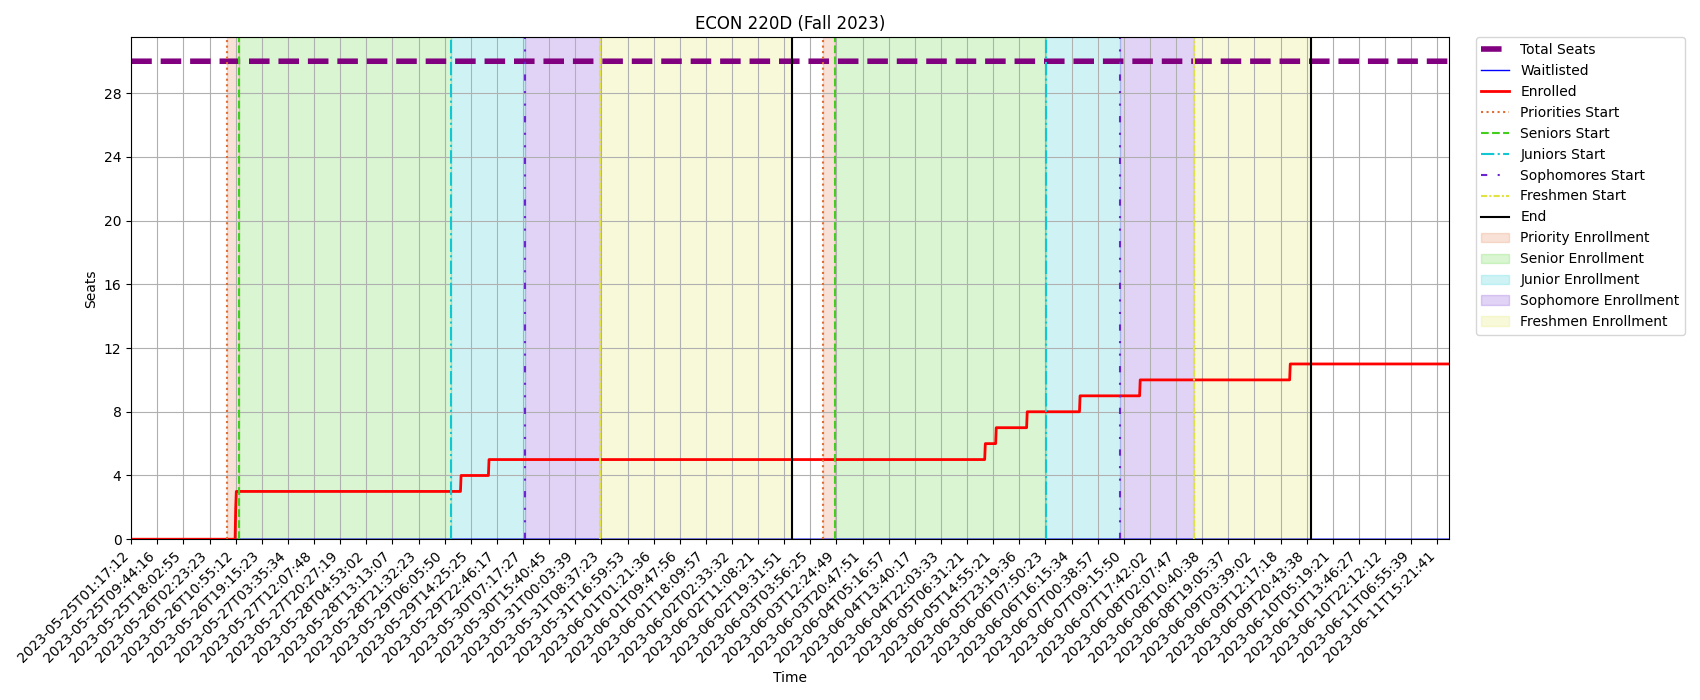 ECON 220D (Fall 2023)
Total Seats
Waitlisted
Enrolled
Priorities Start
Seniors Start
Juniors Start
Sophomores Start
Freshmen Start
End
Priority Enrollment
Senior Enrollment
Junior Enrollment
Sophomore Enrollment
Freshmen Enrollment
28
24
20
16
12
8
4
0
Seats
2023-05-25T01:17:12
2023-05-25T09:44:16
2023-05-25T18:02:55
2023-05-26T02:23:23
2023-05-26T10:55:12
2023-05-26T19:15:23
2023-05-27T03:35:34
2023-05-27T12:07:48
2023-05-27T20:27:19
2023-05-28T04:53:02
2023-05-28T13:13:07
2023-05-28T21:32:23
2023-05-29T06:05:50
2023-05-29T14:25:25
2023-05-29T22:46:17
2023-05-30T07:17:27
2023-05-30T15:40:45
2023-05-31T00:03:39
2023-05-31T08:37:23
2023-05-31T16:59:53
2023-06-01T01:21:36
2023-06-01T09:47:56
2023-06-01T18:09:57
2023-06-02T02:33:32
2023-06-02T11:08:21
2023-06-02T19:31:51
2023-06-03T03:56:25
2023-06-03T12:24:49
2023-06-03T20:47:51
2023-06-04T05:16:57
2023-06-04T13:40:17
2023-06-04T22:03:33
2023-06-05T06:31:21
2023-06-05T14:55:21
2023-06-05T23:19:36
2023-06-06T07:50:23
2023-06-06T16:15:34
2023-06-07T00:38:57
2023-06-07T09:15:50
2023-06-07T17:42:02
2023-06-08T02:07:47
2023-06-08T10:40:38
2023-06-08T19:05:37
2023-06-09T03:39:02
2023-06-09T12:17:18
2023-06-09T20:43:38
2023-06-10T05:19:21
2023-06-10T13:46:27
2023-06-10T22:12:12
2023-06-11T06:55:39
2023-06-11T15:21:41
Time